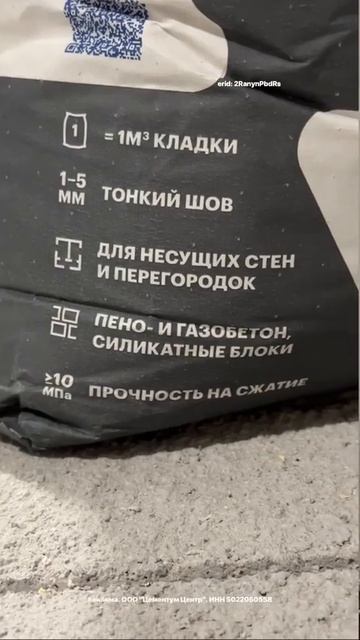 erid: 2RanynPbdRs
1 = 1М³ КЛАДКИ
1–5 ММ ТОНКИЙ ШОВ
ДЛЯ НЕСУЩИХ СТЕН
И ПЕРЕГОРОДОК
ПЕНО- И ГАЗОБЕТОН,
СИЛИКАТНЫЕ БЛОКИ
≥10 МПа ПРОЧНОСТЬ НА СЖАТИЕ
Реклама. ООО "Цементум Центр". ИНН 5022050558